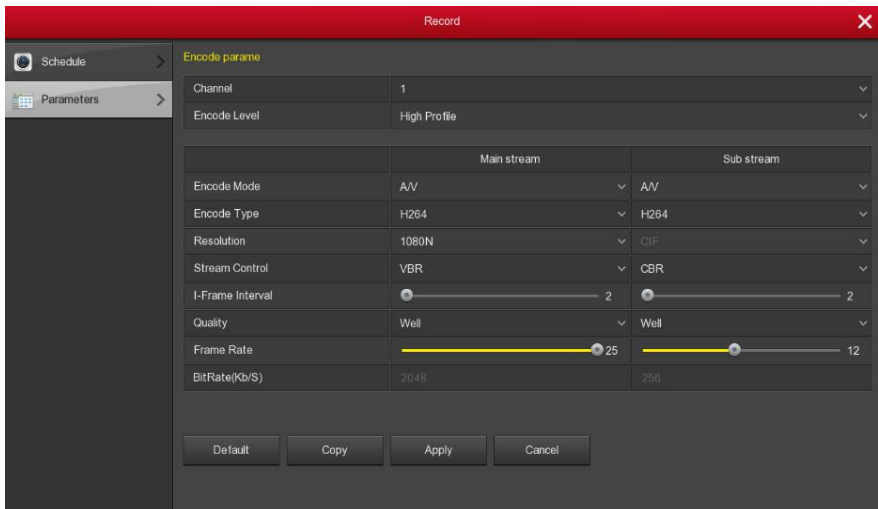 Record
Schedule
Parameters
Encode parame
Channel 1
Encode Level High Profile
Main stream Sub stream
Encode Mode A/V A/V
Encode Type H264 H264
Resolution 1080N CIF
Stream Control VBR CBR
I-Frame Interval 2 2
Quality Well Well
Frame Rate 25 12
BitRate(Kb/S) 2048 256
Default Copy Apply Cancel